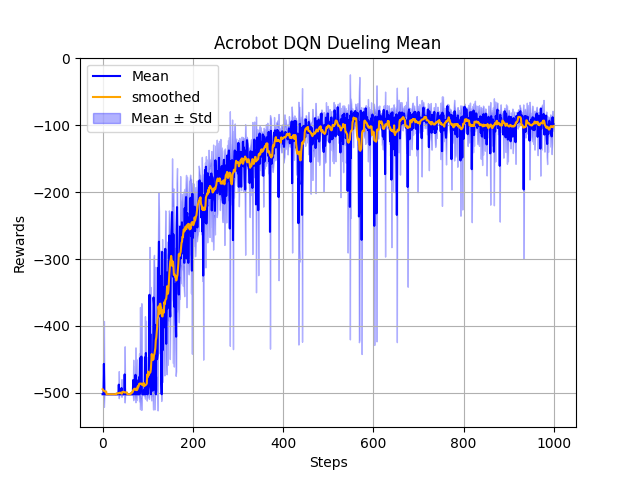 Acrobot DQN Dueling Mean
Mean
smoothed
Mean ± Std
0
−100
−200
−300
−400
−500
Rewards
0 200 400 600 800 1000
Steps